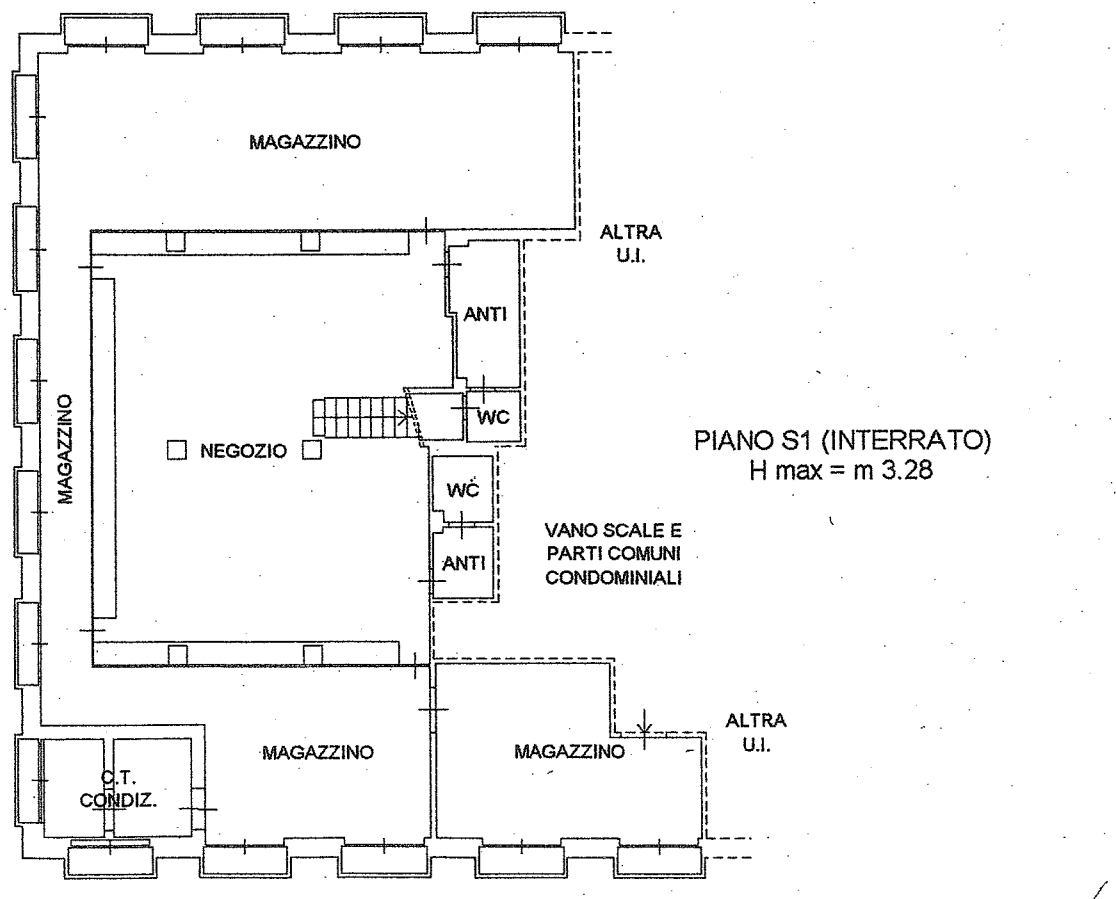 MAGAZZINO
ALTRA
U.I.
ANTI
MAGAZZINO
WC
NEGOZIO
PIANO S1 (INTERRATO)
H max = m 3.28
WC
VANO SCALE E
PARTI COMUNI
CONDOMINIALI
ANTI
ALTRA
U.I.
MAGAZZINO
MAGAZZINO
C.T.
CONDIZ.